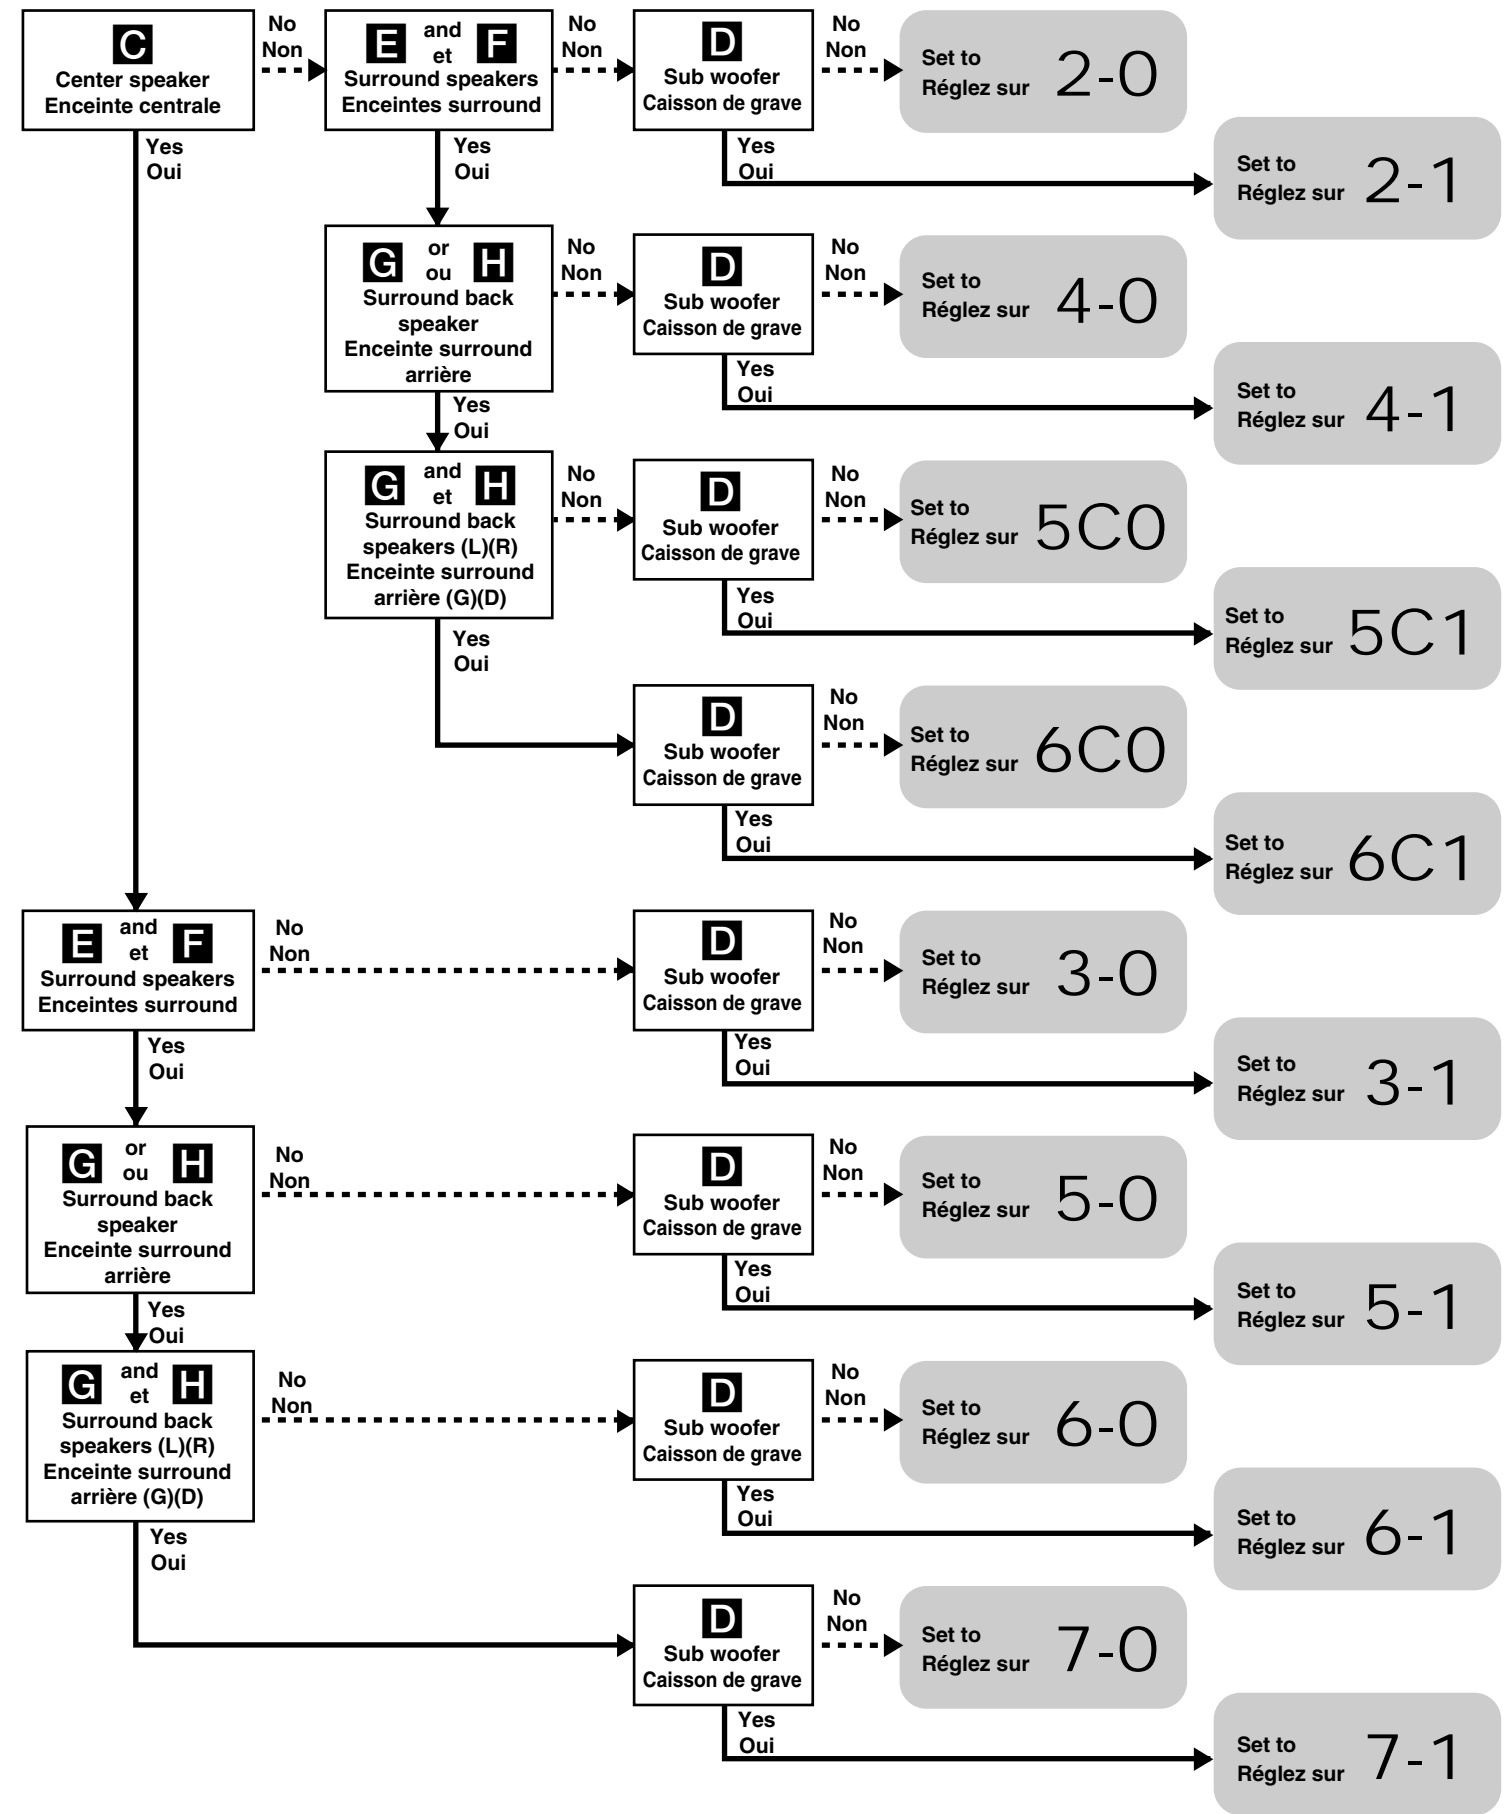 C
Center speaker
Enceinte centrale
No
Non
E and F
et
Surround speakers
Enceintes surround
No
Non
D
Sub woofer
Caisson de grave
No
Non
Set to
Réglez sur 2-0
Yes
Oui
Yes
Oui
Yes
Oui
Set to
Réglez sur 2-1
G or H
ou
Surround back
speaker
Enceinte surround
arrière
No
Non
D
Sub woofer
Caisson de grave
No
Non
Set to
Réglez sur 4-0
Yes
Oui
Yes
Oui
Set to
Réglez sur 4-1
G and H
et
Surround back
speakers (L)(R)
Enceinte surround
arrière (G)(D)
No
Non
D
Sub woofer
Caisson de grave
No
Non
Set to
Réglez sur 5C0
Yes
Oui
Yes
Oui
Set to
Réglez sur 5C1
D
Sub woofer
Caisson de grave
No
Non
Set to
Réglez sur 6C0
Yes
Oui
Set to
Réglez sur 6C1
E and F
et
Surround speakers
Enceintes surround
No
Non
D
Sub woofer
Caisson de grave
No
Non
Set to
Réglez sur 3-0
Yes
Oui
Yes
Oui
Set to
Réglez sur 3-1
G or H
ou
Surround back
speaker
Enceinte surround
arrière
No
Non
D
Sub woofer
Caisson de grave
No
Non
Set to
Réglez sur 5-0
Yes
Oui
Yes
Oui
Set to
Réglez sur 5-1
G and H
et
Surround back
speakers (L)(R)
Enceinte surround
arrière (G)(D)
No
Non
D
Sub woofer
Caisson de grave
No
Non
Set to
Réglez sur 6-0
Yes
Oui
Yes
Oui
Set to
Réglez sur 6-1
D
Sub woofer
Caisson de grave
No
Non
Set to
Réglez sur 7-0
Yes
Oui
Set to
Réglez sur 7-1